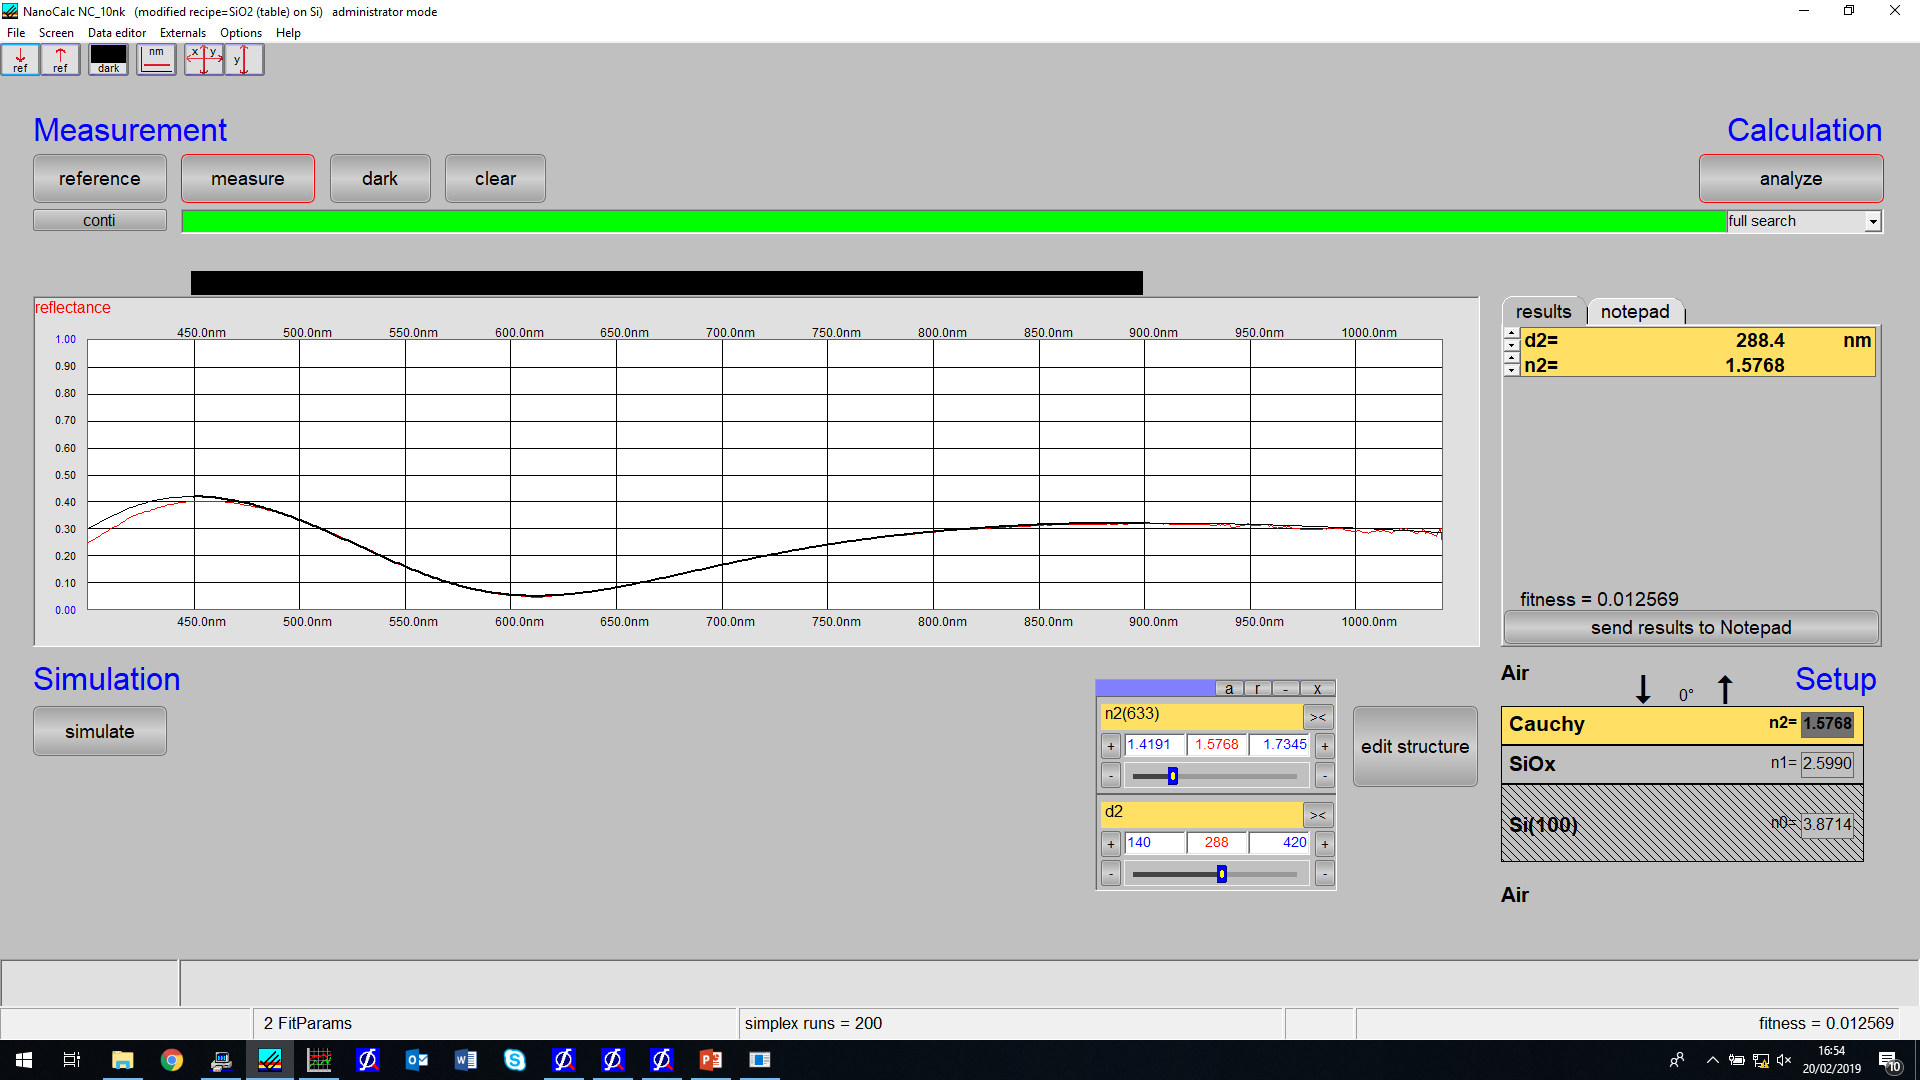 NanoCalc NC_10nk (modified recipe=SiO2 (table) on Si) administrator mode
File Screen Data editor Externals Options Help
ref ref dark nm x y y
Measurement
Calculation
reference measure dark clear
analyze
conti
full search
reflectance
450.0nm 500.0nm 550.0nm 600.0nm 650.0nm 700.0nm 750.0nm 800.0nm 850.0nm 900.0nm 950.0nm 1000.0nm
1.00
0.90
0.80
0.70
0.60
0.50
0.40
0.30
0.20
0.10
0.00
450.0nm 500.0nm 550.0nm 600.0nm 650.0nm 700.0nm 750.0nm 800.0nm 850.0nm 900.0nm 950.0nm 1000.0nm
results notepad
d2= 288.4 nm
n2= 1.5768
fitness = 0.012569
send results to Notepad
Simulation
simulate
a r - x
n2(633) ><
+ 1.4191 1.5768 1.7345 +
- -
d2 ><
+ 140 288 420 +
- -
edit structure
Air
0°
Setup
Cauchy n2= 1.5768
SiOx n1= 2.5990
Si(100) n0= 3.8714
Air
2 FitParams
simplex runs = 200
fitness = 0.012569
16:54
20/02/2019
10